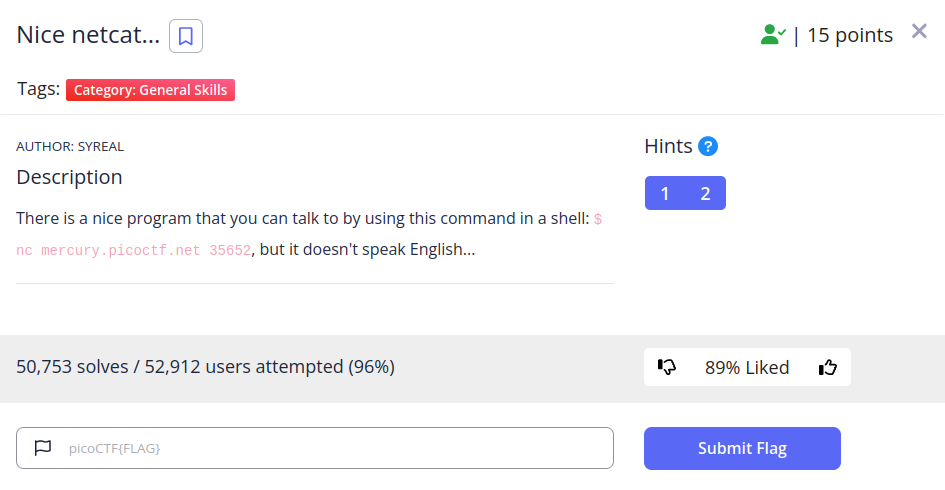 Nice netcat...
| 15 points
Tags: Category: General Skills
AUTHOR: SYREAL
Description
There is a nice program that you can talk to by using this command in a shell: $
nc mercury.picoctf.net 35652, but it doesn't speak English...
Hints ?
1 2
50,753 solves / 52,912 users attempted (96%)
89% Liked
picoCTF{FLAG}
Submit Flag